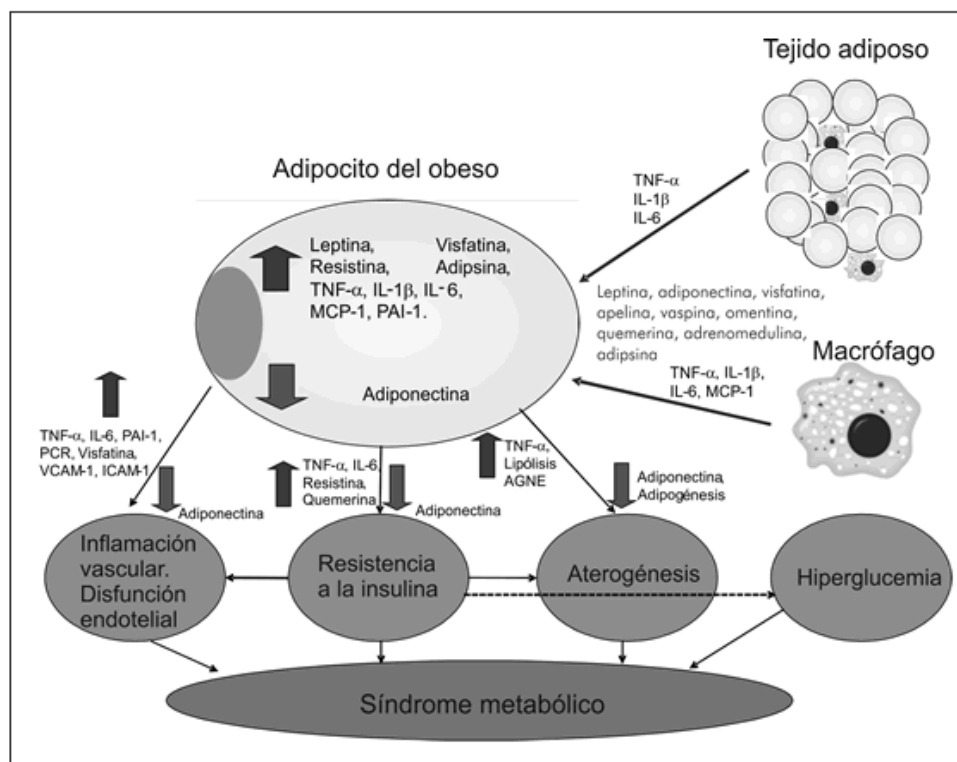 Tejido adiposo
Adipocito del obeso
TNF-α
IL-1β
IL-6
Leptina, Visfatina,
Resistina, Adipsina,
TNF-α, IL-1β, IL-6,
MCP-1, PAI-1.
Adiponectina
Leptina, adiponectina, visfatina,
apelina, vaspina, omentina,
quemerina, adrenomedulina,
adipsina
Macrófago
TNF-α, IL-1β,
IL-6, MCP-1
TNF-α, IL-6, PAI-1,
PCR, Visfatina,
VCAM-1, ICAM-1
Adiponectina
TNF-α, IL-6,
Resistina,
Quemerina
Adiponectina
TNF-α,
Lipólisis
AGNE
Adiponectina,
Adipogénesis
Inflamación
vascular.
Disfunción
endotelial
Resistencia
a la insulina
Aterogénesis
Hiperglucemia
Síndrome metabólico